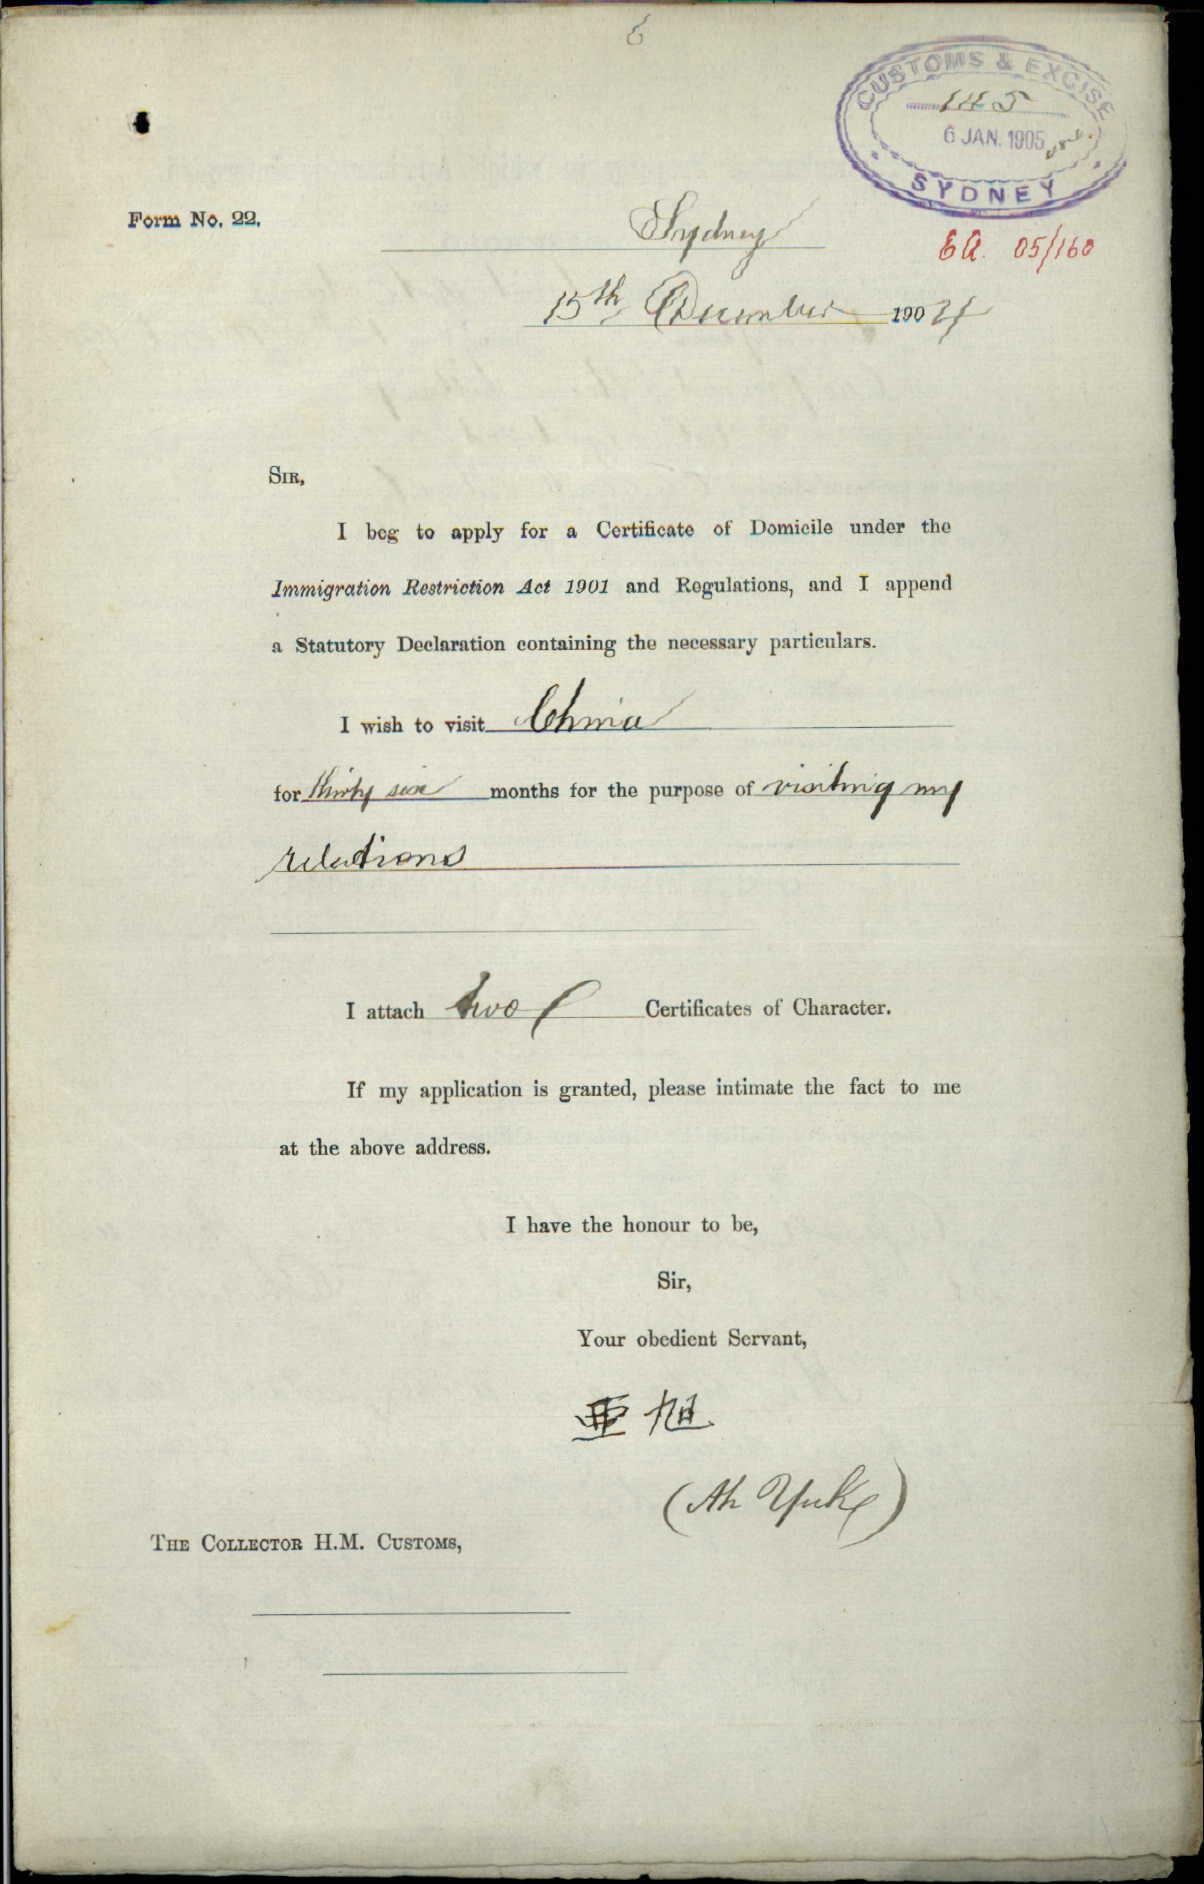 6
CUSTOMS & EXCISE
145
6 JAN. 1905
SYDNEY
Form No. 22.
Sydney
EA. 05/160
15th December 1904
SIR,
I beg to apply for a Certificate of Domicile under the
Immigration Restriction Act 1901 and Regulations, and I append
a Statutory Declaration containing the necessary particulars.
I wish to visit China
for thirty six months for the purpose of visiting my
relations
I attach two Certificates of Character.
If my application is granted, please intimate the fact to me
at the above address.
I have the honour to be,
Sir,
Your obedient Servant,
亜旭
(Ah Yuk)
THE COLLECTOR H.M. CUSTOMS,